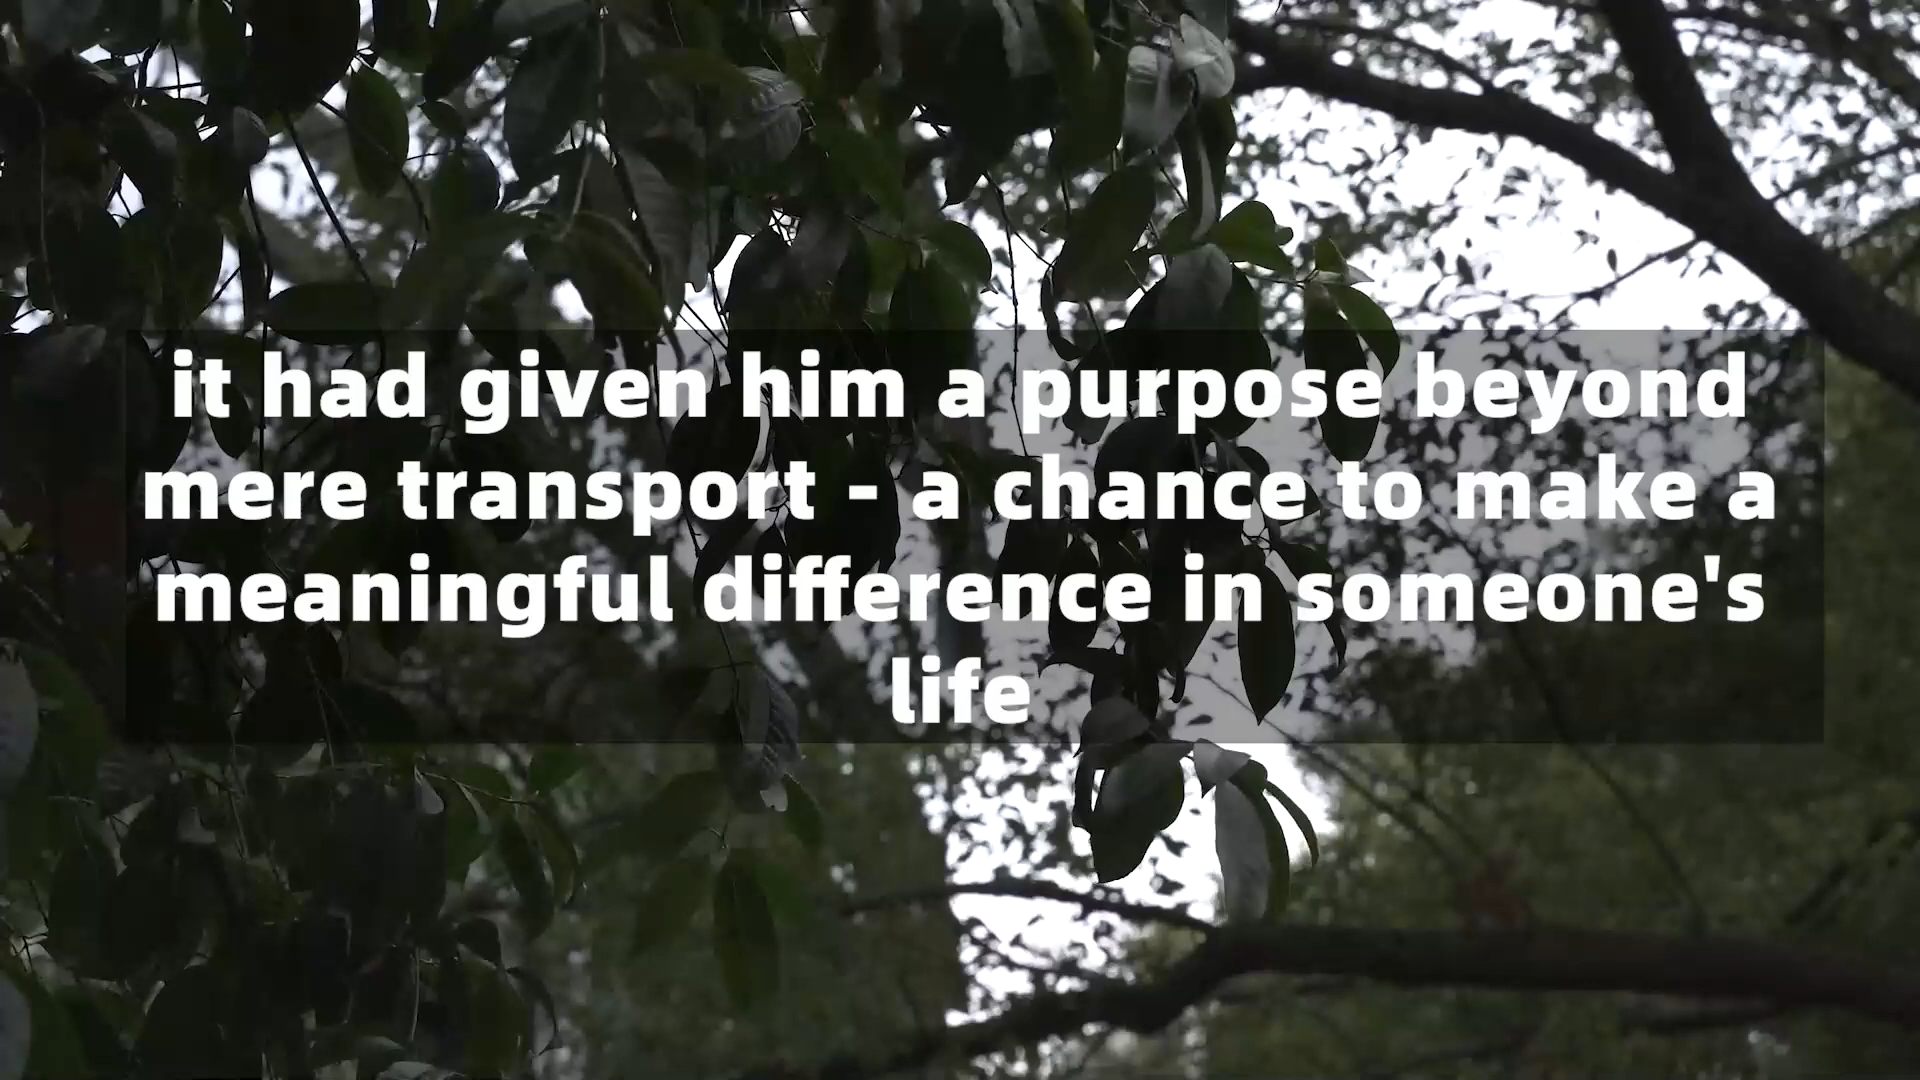 it had given him a purpose beyond
mere transport - a chance to make a
meaningful difference in someone's
life